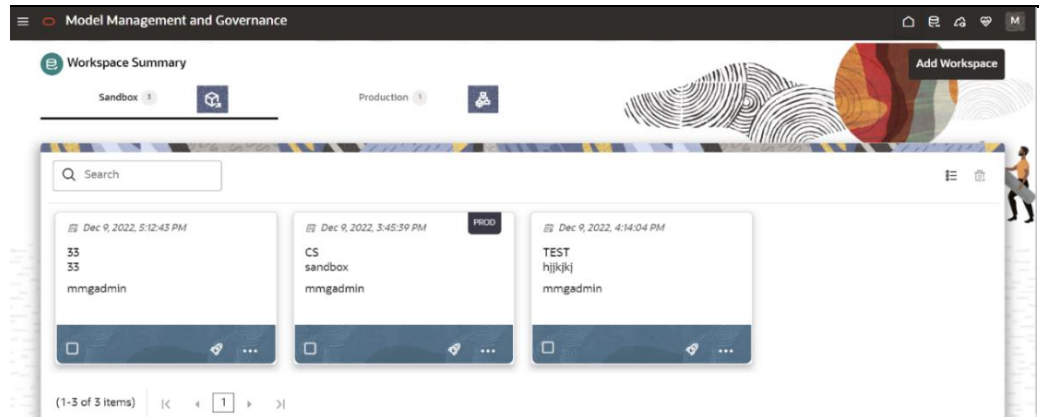 Model Management and Governance
M
Workspace Summary
Add Workspace
Sandbox 3
Production 1
Search
Dec 9, 2022, 5:12:43 PM
33
33
mmgadmin
Dec 9, 2022, 3:45:39 PM
PROD
CS
sandbox
mmgadmin
Dec 9, 2022, 4:14:04 PM
TEST
hjjkjkj
mmgadmin
(1-3 of 3 items) 1